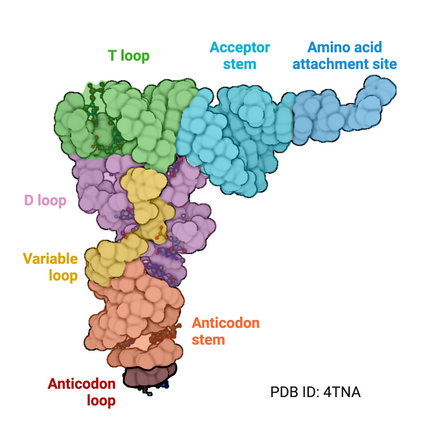 T loop
Acceptor
stem
Amino acid
attachment site
D loop
Variable
loop
Anticodon
stem
Anticodon
loop
PDB ID: 4TNA